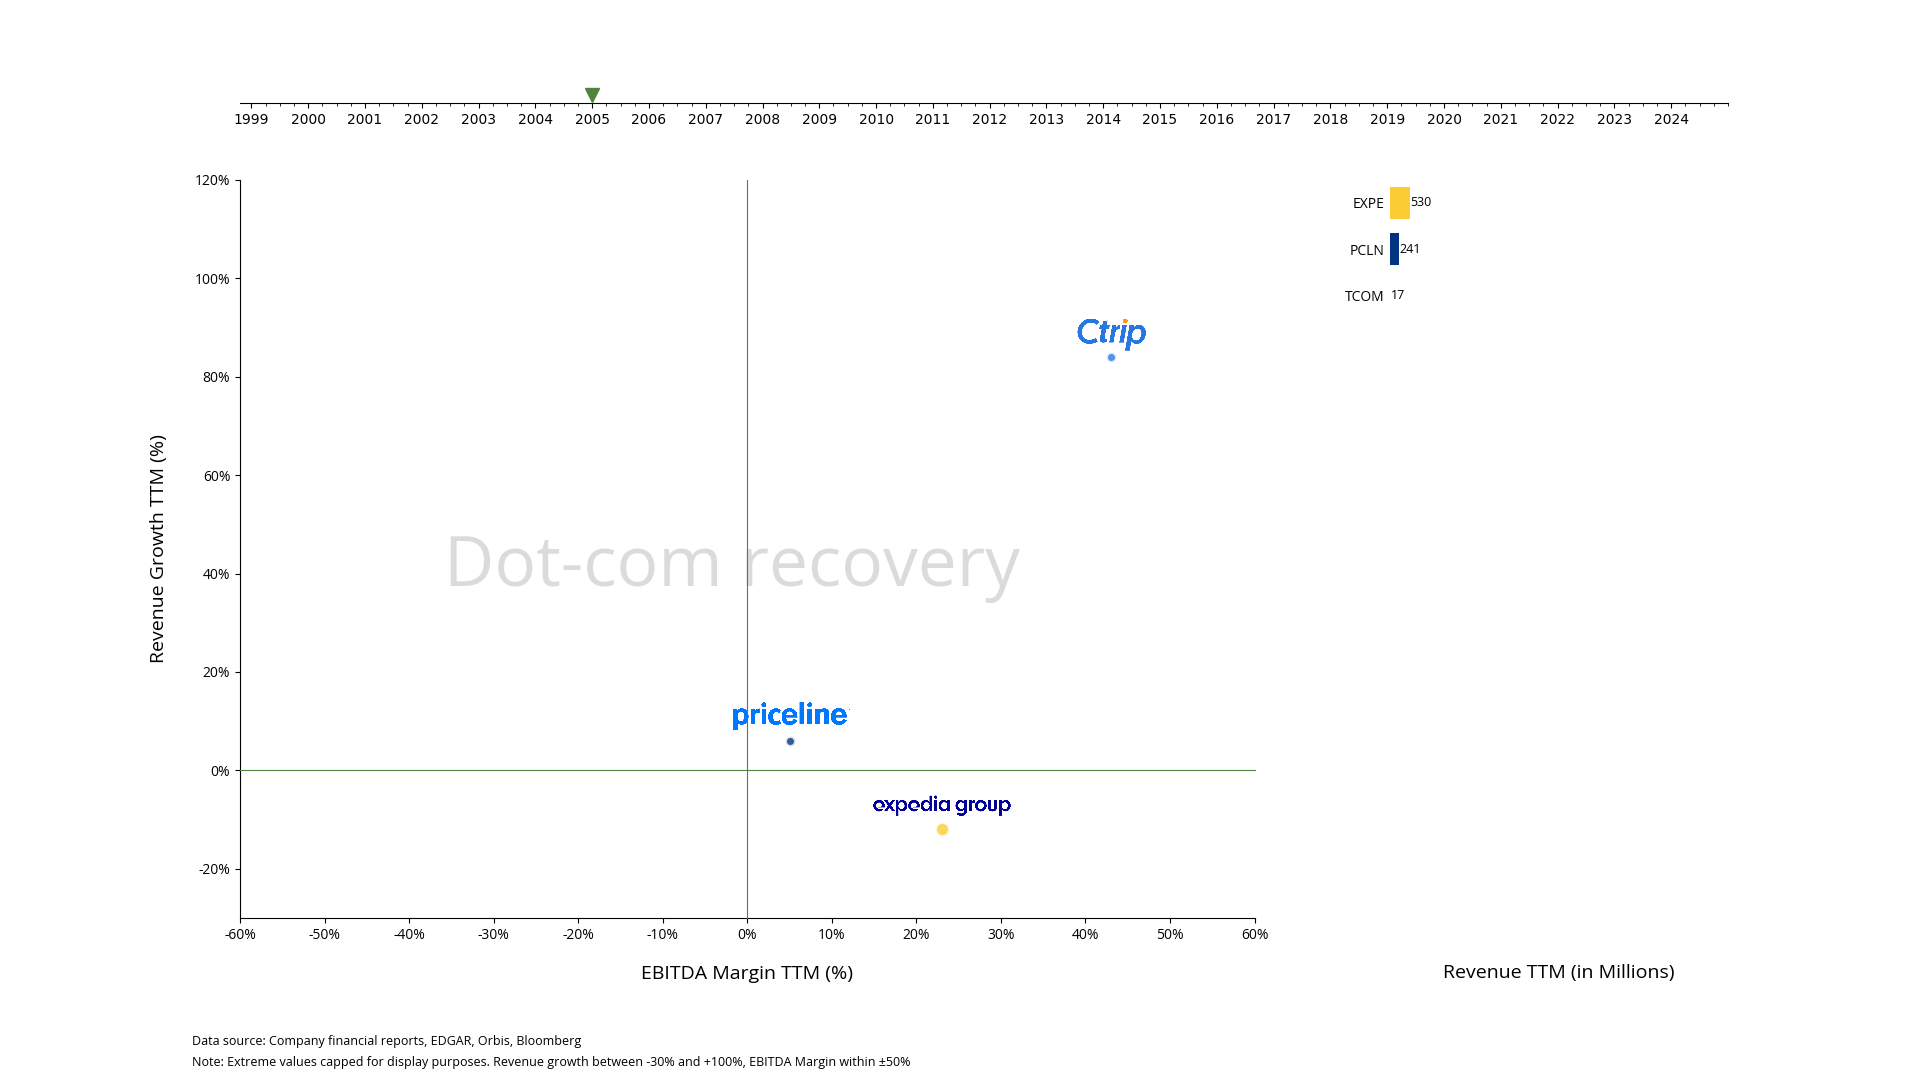 1999 2000 2001 2002 2003 2004 2005 2006 2007 2008 2009 2010 2011 2012 2013 2014 2015 2016 2017 2018 2019 2020 2021 2022 2023 2024
120%
100%
80%
60%
40%
20%
0%
-20%
Revenue Growth TTM (%)
Dot-com recovery
Ctrip
priceline
expedia group
-60% -50% -40% -30% -20% -10% 0% 10% 20% 30% 40% 50% 60%
EBITDA Margin TTM (%)
EXPE 530
PCLN 241
TCOM 17
Revenue TTM (in Millions)
Data source: Company financial reports, EDGAR, Orbis, Bloomberg
Note: Extreme values capped for display purposes. Revenue growth between -30% and +100%, EBITDA Margin within ±50%